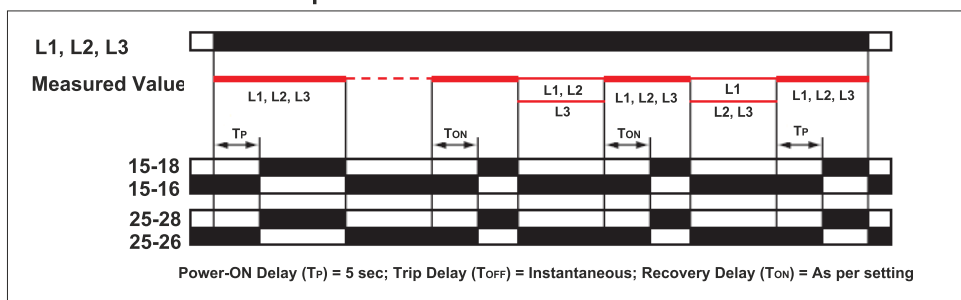 L1, L2, L3
Measured Value
L1, L2, L3
L1, L2
L3
L1, L2, L3
L1
L2, L3
L1, L2, L3
TP
TON
TON
TP
15-18
15-16
25-28
25-26
Power-ON Delay (TP) = 5 sec; Trip Delay (TOFF) = Instantaneous; Recovery Delay (TON) = As per setting